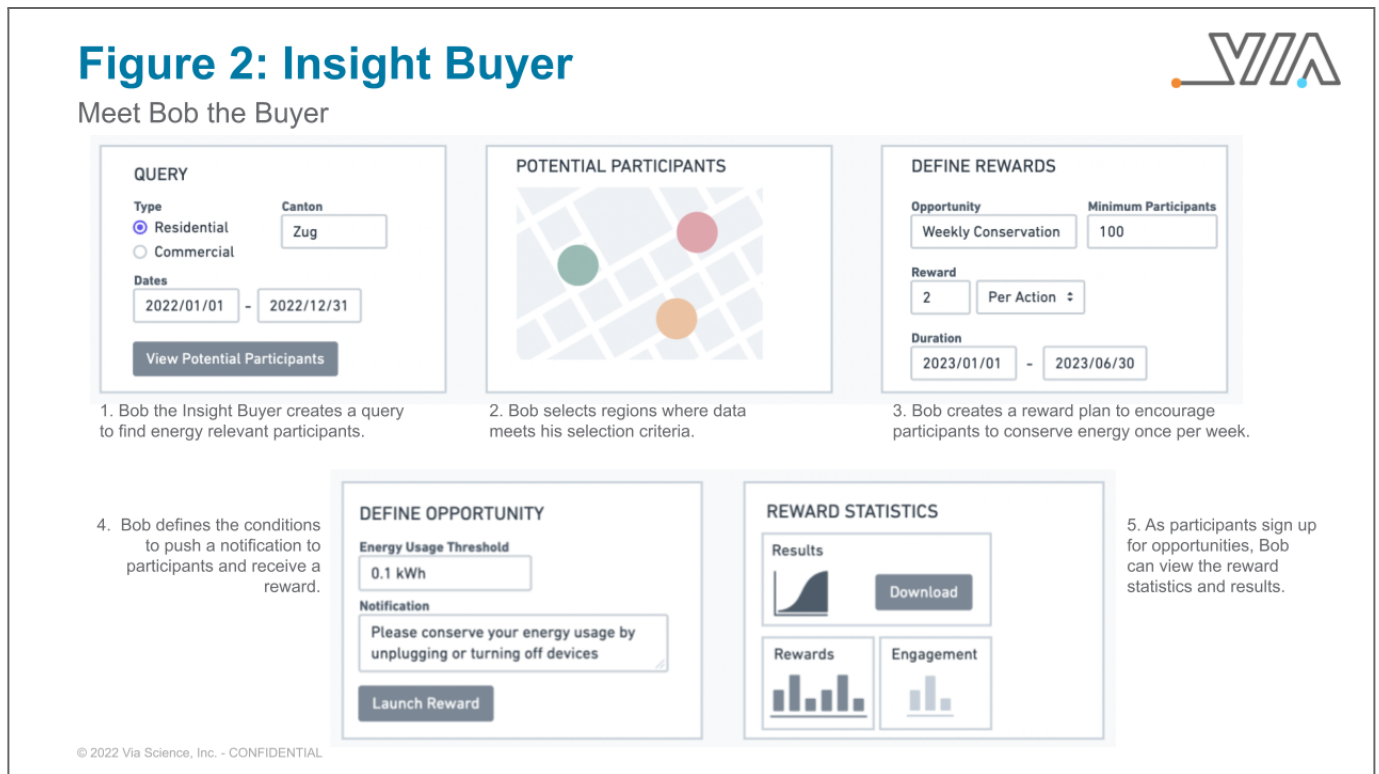 Figure 2: Insight Buyer
VIA
Meet Bob the Buyer
QUERY
Type
Canton
Residential
Zug
Commercial
Dates
2022/01/01 - 2022/12/31
View Potential Participants
1. Bob the Insight Buyer creates a query
to find energy relevant participants.
POTENTIAL PARTICIPANTS
2. Bob selects regions where data
meets his selection criteria.
DEFINE REWARDS
Opportunity
Minimum Participants
Weekly Conservation
100
Reward
2
Per Action
Duration
2023/01/01 - 2023/06/30
3. Bob creates a reward plan to encourage
participants to conserve energy once per week.
4. Bob defines the conditions
to push a notification to
participants and receive a
reward.
DEFINE OPPORTUNITY
Energy Usage Threshold
0.1 kWh
Notification
Please conserve your energy usage by
unplugging or turning off devices
Launch Reward
REWARD STATISTICS
Results
Download
Rewards
Engagement
5. As participants sign up
for opportunities, Bob
can view the reward
statistics and results.
© 2022 Via Science, Inc. - CONFIDENTIAL